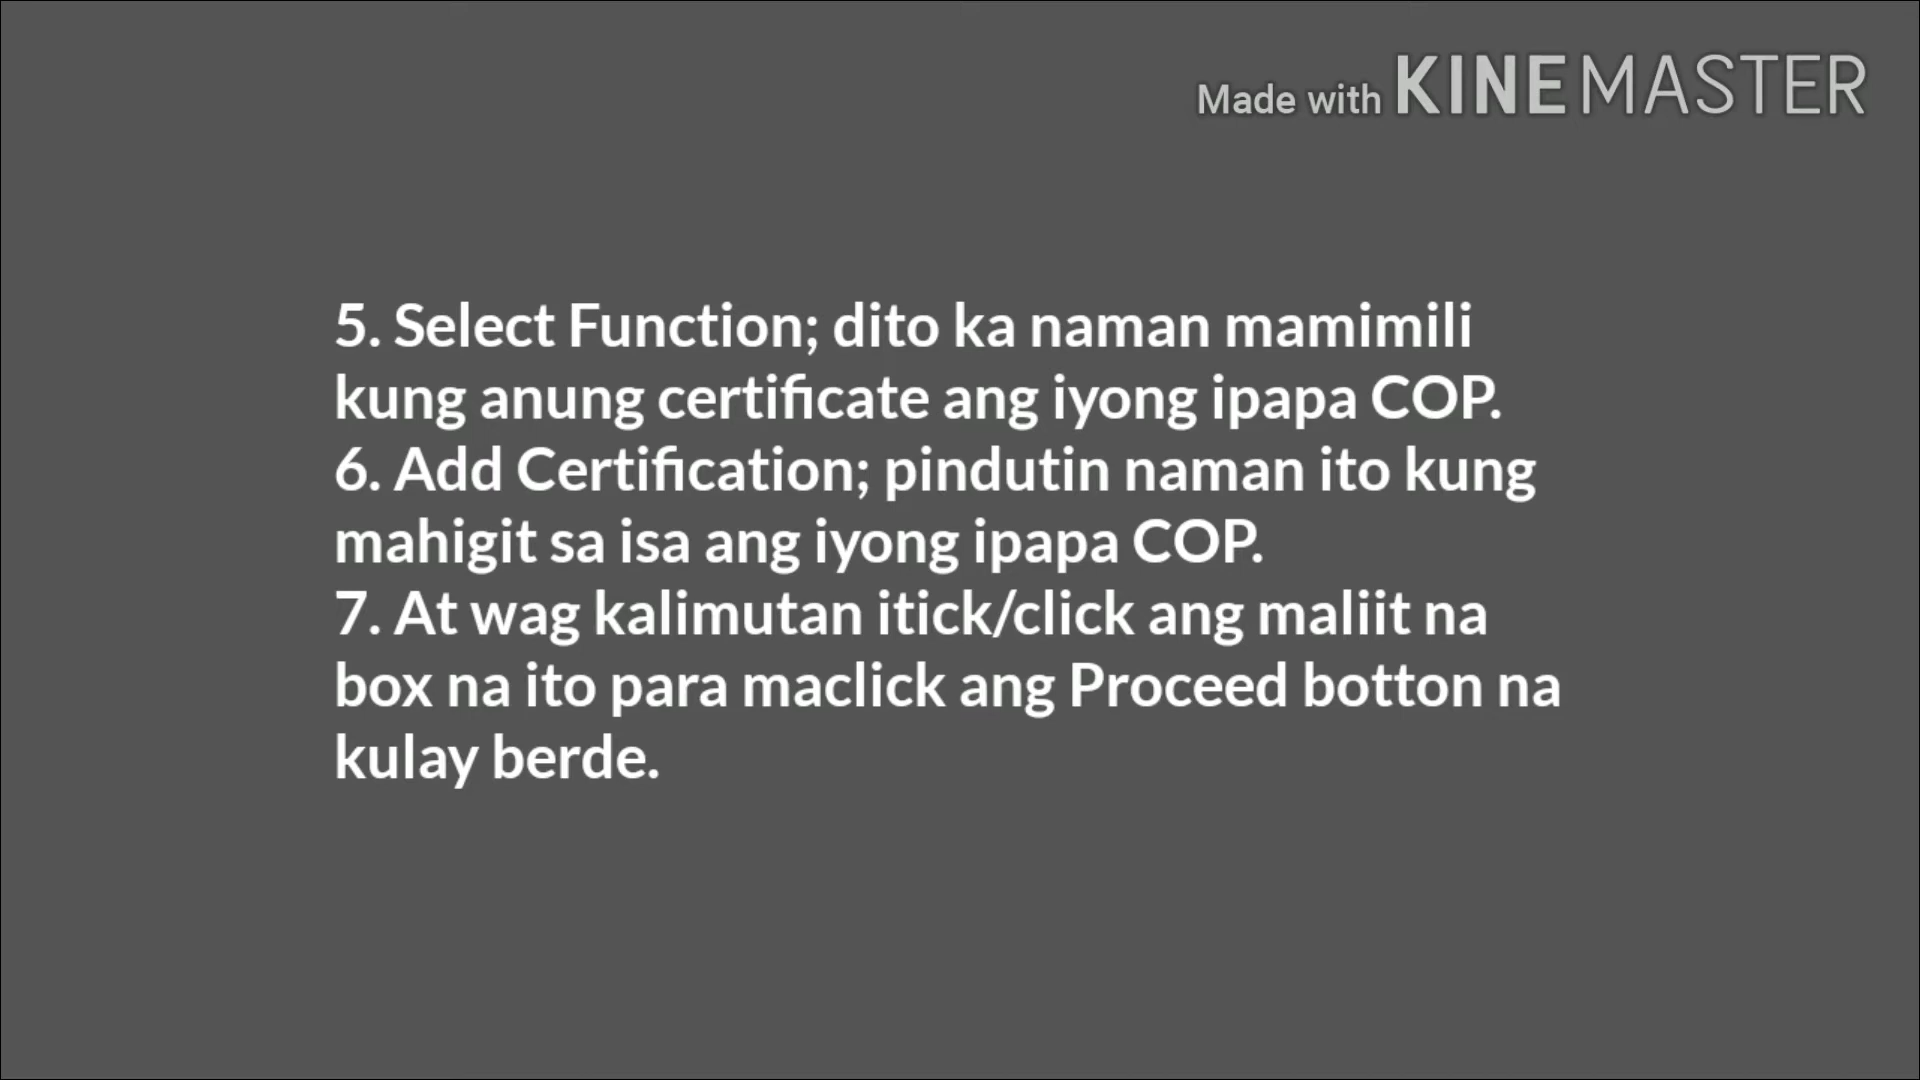 Made with KINEMASTER
5. Select Function; dito ka naman mamimili
kung anung certificate ang iyong ipapa COP.
6. Add Certification; pindutin naman ito kung
mahigit sa isa ang iyong ipapa COP.
7. At wag kalimutan itick/click ang maliit na
box na ito para maclick ang Proceed botton na
kulay berde.